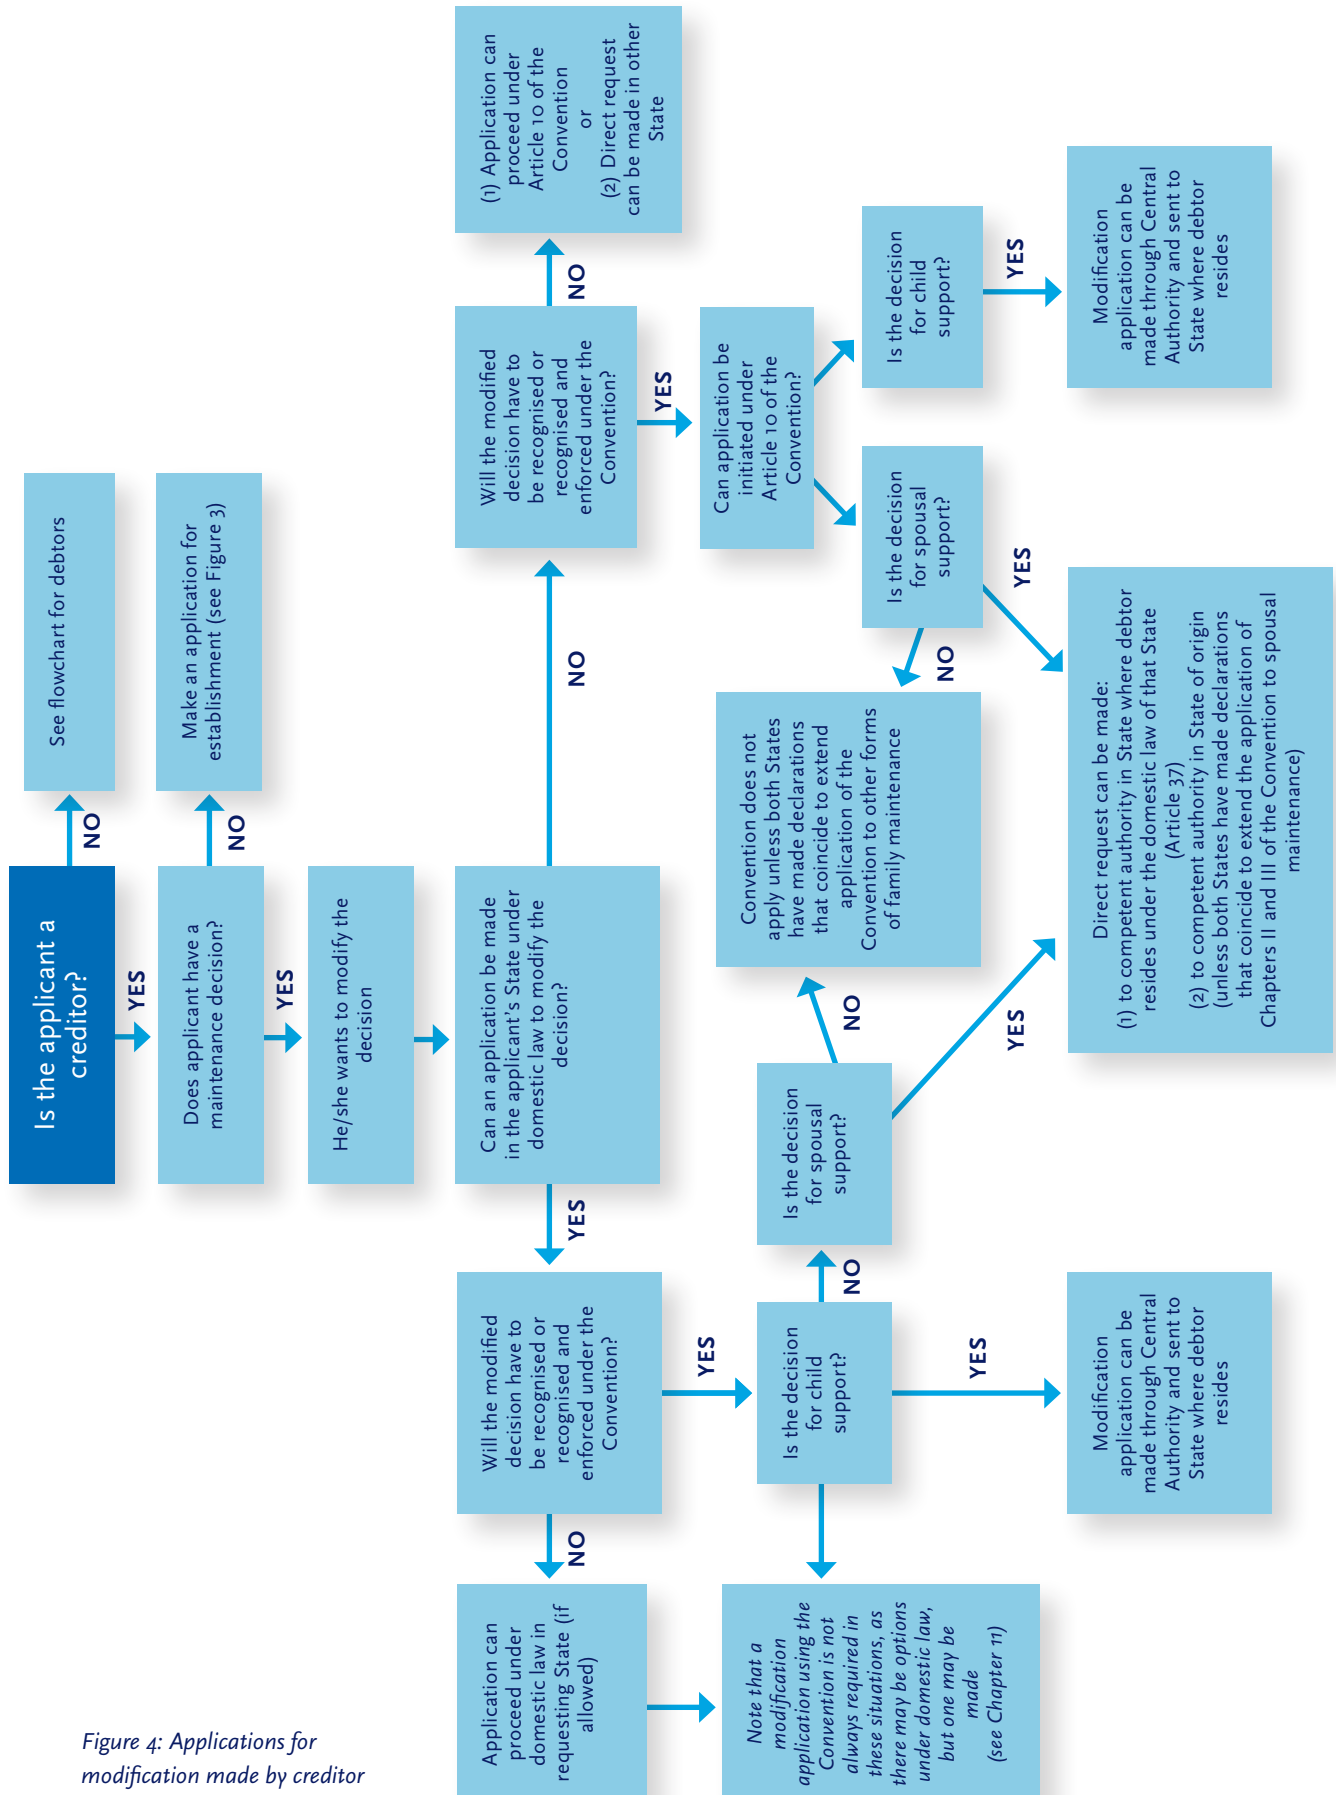 Is the applicant a
creditor?
NO
See flowchart for debtors
YES
Does applicant have a
maintenance decision?
NO
Make an application for
establishment (see Figure 3)
YES
He/she wants to modify the
decision
Can an application be made
in the applicant's State under
domestic law to modify the
decision?
YES
NO
Will the modified
decision have to
be recognised or
recognised and
enforced under the
Convention?
NO
Application can
proceed under
domestic law in
requesting State (if
allowed)
Note that a
modification
application using the
Convention is not
always required in
these situations, as
there may be options
under domestic law,
but one may be
made
(see Chapter 11)
YES
Is the decision
for child
support?
YES
Modification
application can be
made through Central
Authority and sent to
State where debtor
resides
NO
Is the decision
for spousal
support?
NO
Convention does not
apply unless both States
have made declarations
that coincide to extend
application of the
Convention to other forms
of family maintenance
YES
Direct request can be made:
(1) to competent authority in State where debtor
resides under the domestic law of that State
(Article 37)
(2) to competent authority in State of origin
(unless both States have made declarations
that coincide to extend the application of
Chapters II and III of the Convention to spousal
maintenance)
Will the modified
decision have to
be recognised or
recognised and
enforced under the
Convention?
NO
(1) Application can
proceed under
Article 10 of the
Convention
or
(2) Direct request
can be made in other
State
YES
Can application be
initiated under
Article 10 of the
Convention?
Is the decision
for spousal
support?
NO
YES
Is the decision
for child
support?
YES
Modification
application can be
made through Central
Authority and sent to
State where debtor
resides
Figure 4: Applications for
modification made by creditor